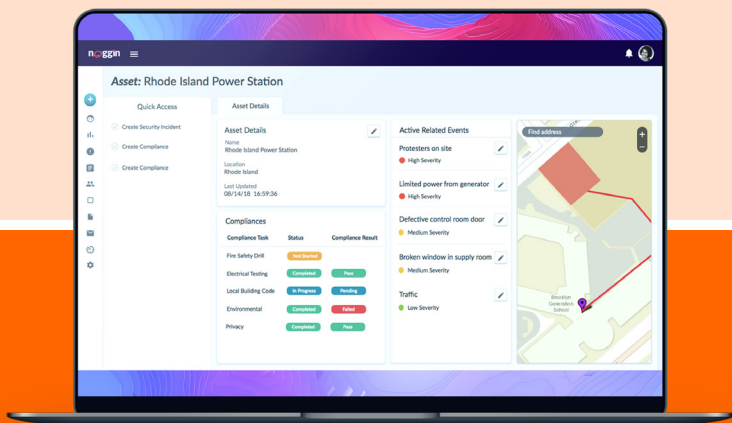 noggin
Asset: Rhode Island Power Station
Quick Access
Create Security Incident
Create Compliance
Create Compliance
Asset Details
Asset Details
Name
Rhode Island Power Station
Location
Rhode Island
Last Updated
08/14/18 16:59:36
Compliances
Compliance Task Status Compliance Result
Fire Safety Drill Not Started
Electrical Testing Completed Pass
Local Building Code In Progress Pending
Environmental Completed Failed
Privacy Completed Pass
Active Related Events
Protesters on site
High Severity
Limited power from generator
High Severity
Defective control room door
Medium Severity
Broken window in supply room
Medium Severity
Traffic
Low Severity
Find address
Brooklyn
Generation
School